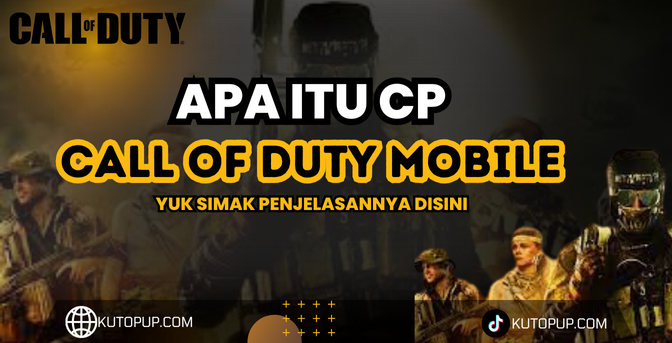 CALL OF DUTY
APA ITU CP
CALL OF DUTY MOBILE
YUK SIMAK PENJELASANNYA DISINI
KUTOPUP.COM
KUTOPUP.COM